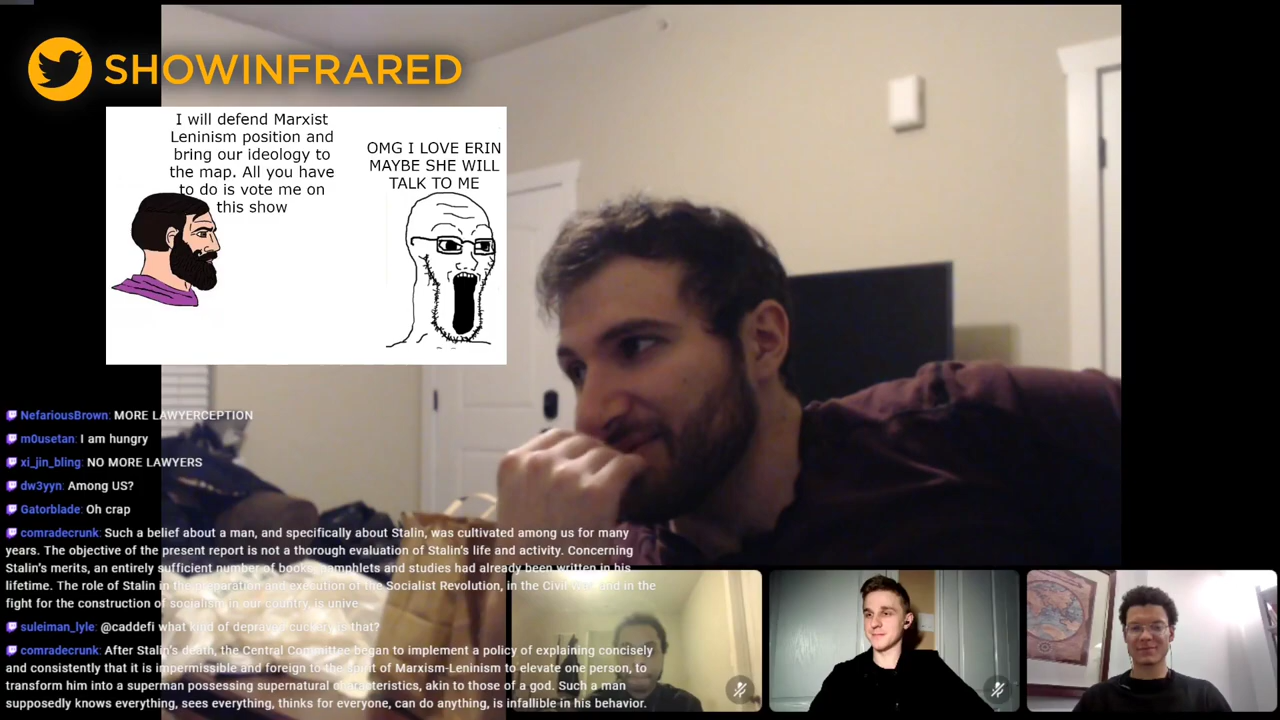 SHOWINFRARED
I will defend Marxist
Leninism position and
bring our ideology to
the map. All you have
to do is vote me on
this show
OMG I LOVE ERIN
MAYBE SHE WILL
TALK TO ME
NefariousBrown: MORE LAWYERCEPTION
m0usetan: I am hungry
xi_jin_bling: NO MORE LAWYERS
dw3yyn: Among US?
Gatorblade: Oh crap
comradecrunk: Such a belief about a man, and specifically about Stalin, was cultivated among us for many
years. The objective of the present report is not a thorough evaluation of Stalin's life and activity. Concerning
Stalin's merits, an entirely sufficient number of books, pamphlets and studies had already been written in his
lifetime. The role of Stalin in the preparation and execution of the Socialist Revolution, in the Civil War, and in the
fight for the construction of socialism in our country, is unive
suleiman_lyle: @caddefi what kind of depraved cuckery is that?
comradecrunk: After Stalin's death, the Central Committee began to implement a policy of explaining concisely
and consistently that it is impermissible and foreign to the spirit of Marxism-Leninism to elevate one person, to
transform him into a superman possessing supernatural characteristics, akin to those of a god. Such a man
supposedly knows everything, sees everything, thinks for everyone, can do anything, is infallible in his behavior.